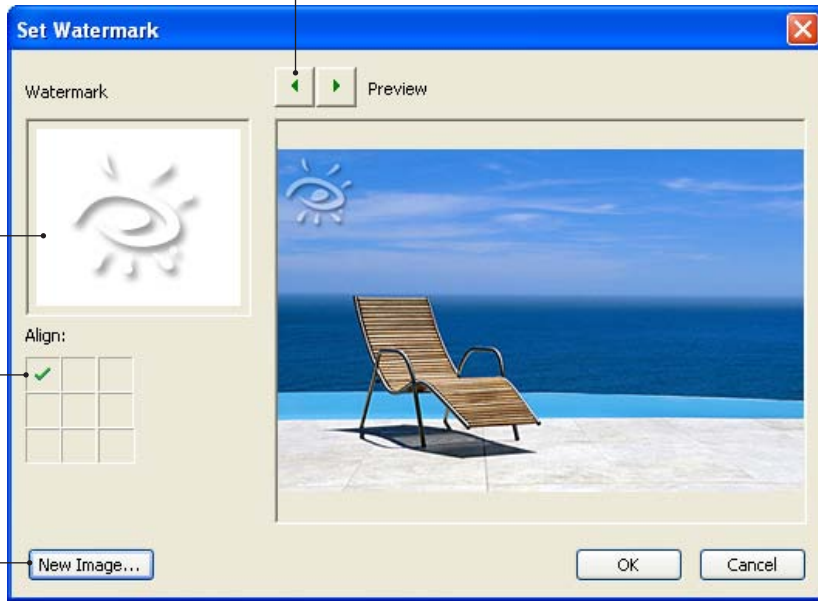 Set Watermark
Watermark
Preview
Align:
New Image...
OK
Cancel